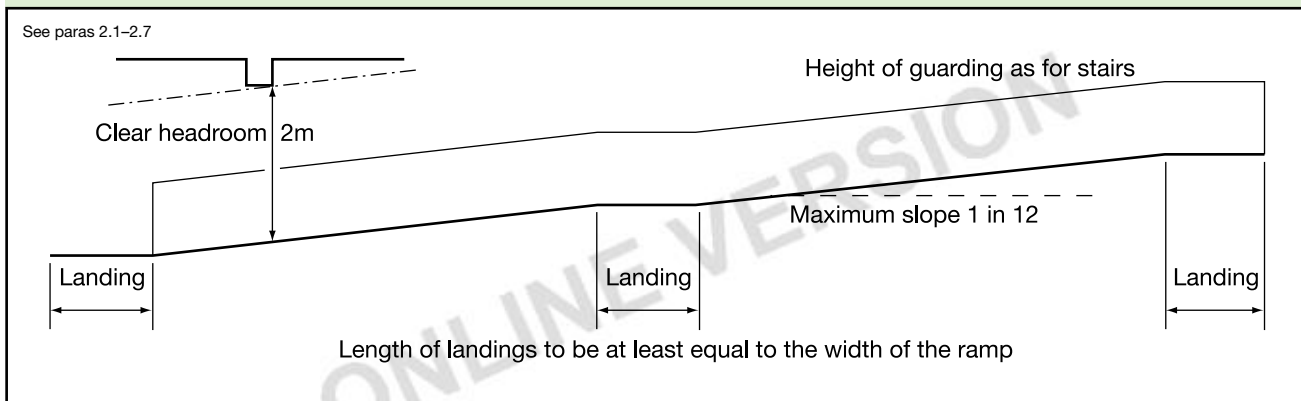 See paras 2.1–2.7
Height of guarding as for stairs
Clear headroom 2m
Maximum slope 1 in 12
Landing
Landing
Landing
Length of landings to be at least equal to the width of the ramp
ONLINE VERSION